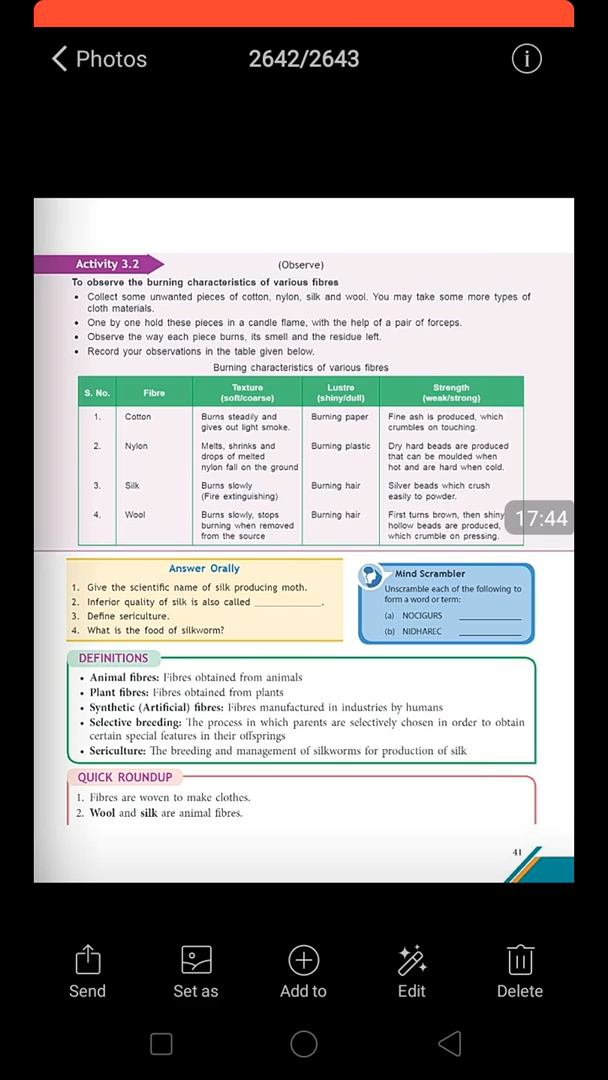 Photos
2642/2643
Activity 3.2
(Observe)
To observe the burning characteristics of various fibres
• Collect some unwanted pieces of cotton, nylon, silk and wool. You may take some more types of
cloth materials.
• One by one hold these pieces in a candle flame, with the help of a pair of forceps.
• Observe the way each piece burns, its smell and the residue left.
• Record your observations in the table given below.
Burning characteristics of various fibres
S. No. Fibre Texture (soft/coarse) Lustre (shiny/dull) Strength (weak/strong)
1. Cotton Burns steadily and Burning paper Fine ash is produced, which
gives out light smoke. crumbles on touching.
2. Nylon Melts, shrinks and Burning plastic Dry hard beads are produced
drops of melted that can be moulded when
nylon fall on the ground hot and are hard when cold.
3. Silk Burns slowly Burning hair Silver beads which crush
(Fire extinguishing) easily to powder.
4. Wool Burns slowly, stops Burning hair First turns brown, then shiny
burning when removed hollow beads are produced,
from the source which crumble on pressing.
17:44
Answer Orally
1. Give the scientific name of silk producing moth.
2. Inferior quality of silk is also called ____________.
3. Define sericulture.
4. What is the food of silkworm?
Mind Scrambler
Unscramble each of the following to
form a word or term:
(a) NOCIGURS ____________
(b) NIDHAREC ____________
DEFINITIONS
• Animal fibres: Fibres obtained from animals
• Plant fibres: Fibres obtained from plants
• Synthetic (Artificial) fibres: Fibres manufactured in industries by humans
• Selective breeding: The process in which parents are selectively chosen in order to obtain
certain special features in their offsprings
• Sericulture: The breeding and management of silkworms for production of silk
QUICK ROUNDUP
1. Fibres are woven to make clothes.
2. Wool and silk are animal fibres.
41
Send
Set as
Add to
Edit
Delete